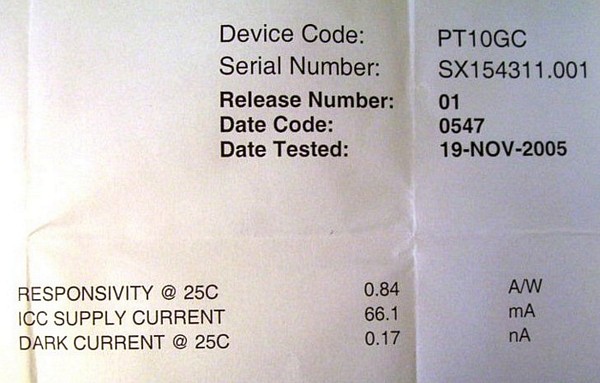 Device Code: PT10GC
Serial Number: SX154311.001
Release Number: 01
Date Code: 0547
Date Tested: 19-NOV-2005
RESPONSIVITY @ 25C 0.84 A/W
ICC SUPPLY CURRENT 66.1 mA
DARK CURRENT @ 25C 0.17 nA